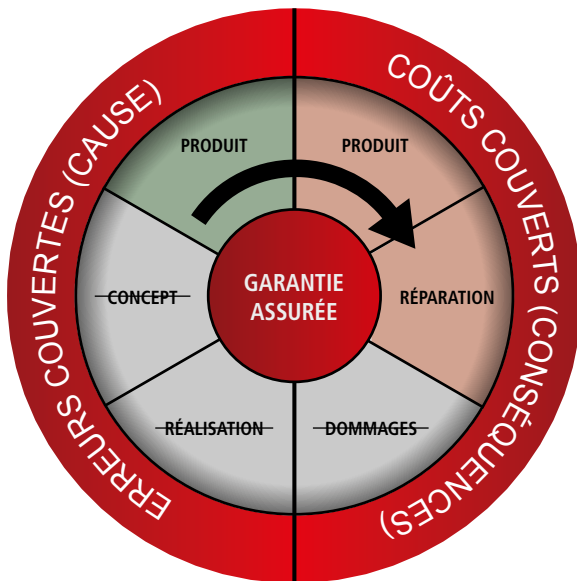 ERREURS COUVERTES (CAUSE)
COÛTS COUVERTS (CONSÉQUENCES)
PRODUIT
PRODUIT
CONCEPT
GARANTIE
ASSURÉE
RÉPARATION
RÉALISATION
DOMMAGES